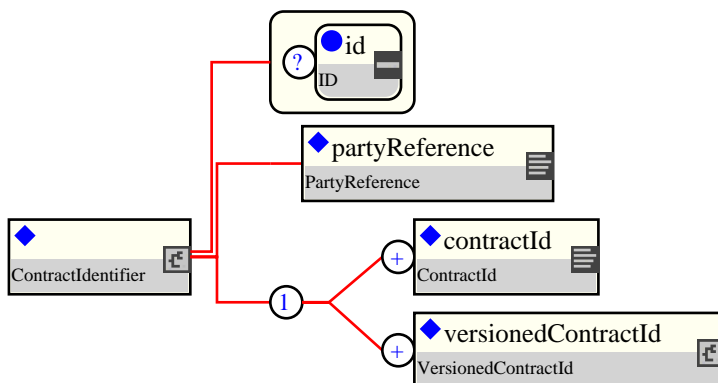 ?
id
ID
partyReference
PartyReference
ContractIdentifier
1
+
contractId
ContractId
+
versionedContractId
VersionedContractId